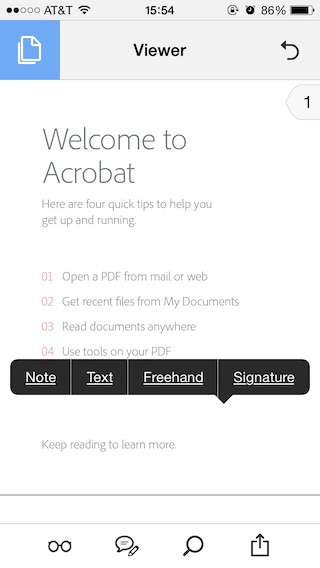 AT&T 15:54 86%
Viewer
1
Welcome to
Acrobat
Here are four quick tips to help you
get up and running.
01 Open a PDF from mail or web
02 Get recent files from My Documents
03 Read documents anywhere
04 Use tools on your PDF
Note Text Freehand Signature
Keep reading to learn more.